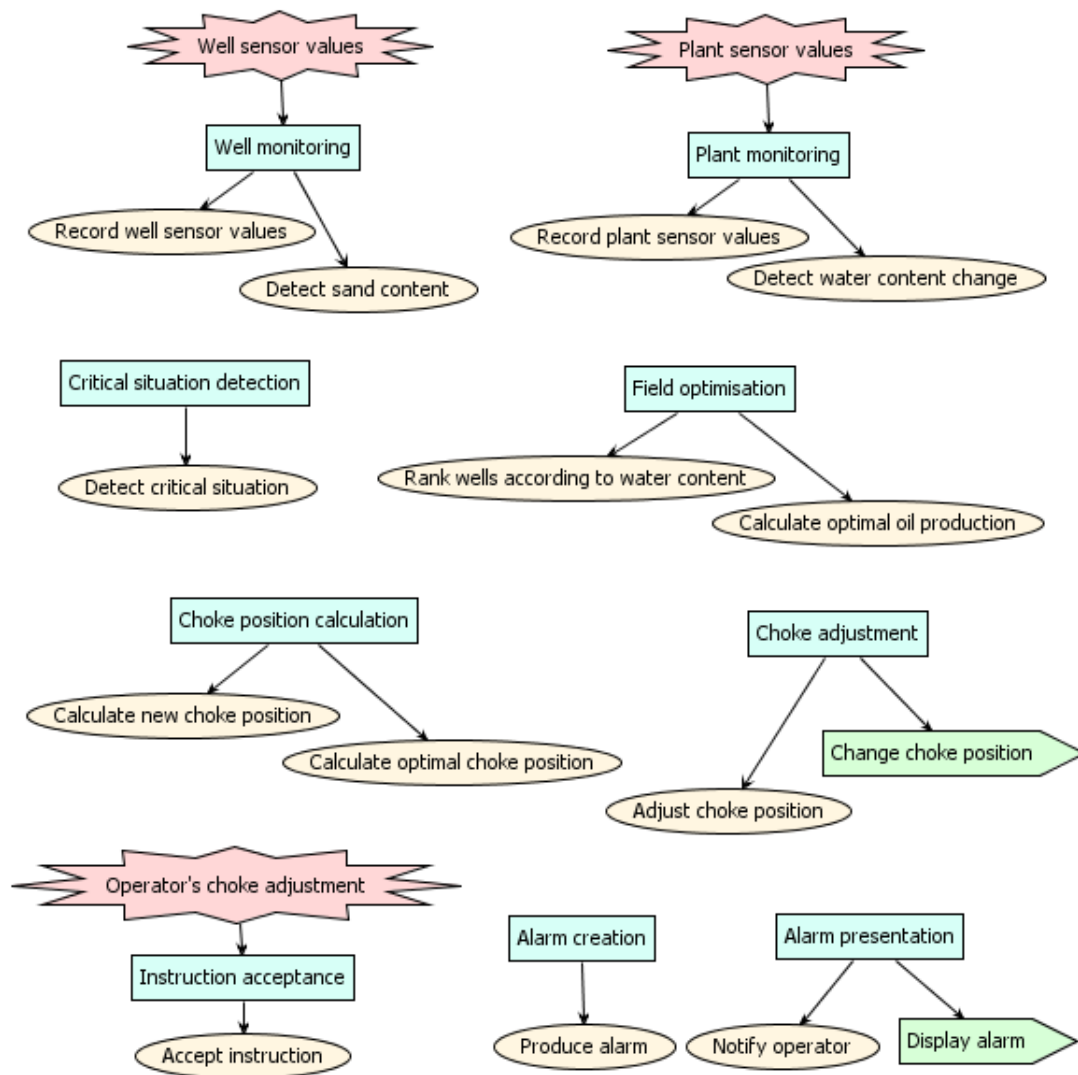 Well sensor values
Plant sensor values
Well monitoring
Plant monitoring
Record well sensor values
Record plant sensor values
Detect sand content
Detect water content change
Critical situation detection
Field optimisation
Detect critical situation
Rank wells according to water content
Calculate optimal oil production
Choke position calculation
Choke adjustment
Calculate new choke position
Change choke position
Calculate optimal choke position
Adjust choke position
Operator's choke adjustment
Alarm creation
Alarm presentation
Instruction acceptance
Accept instruction
Produce alarm
Notify operator
Display alarm